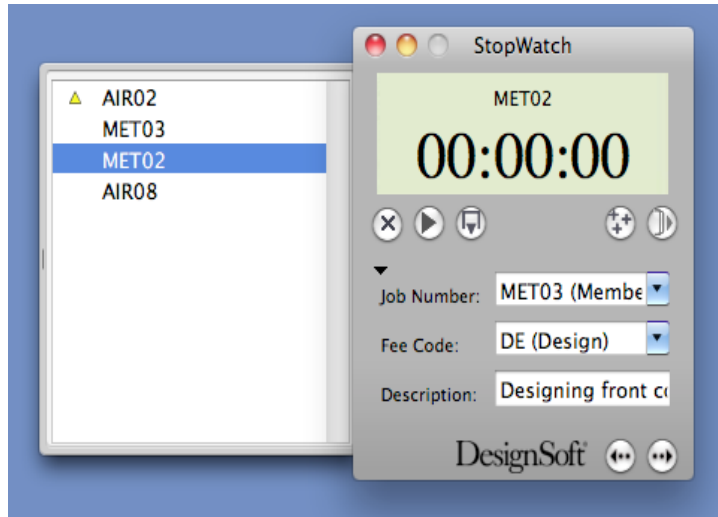 StopWatch
AIR02
MET03
MET02
AIR08
MET02
00:00:00
Job Number: MET03 (Membe
Fee Code: DE (Design)
Description: Designing front c
DesignSoft